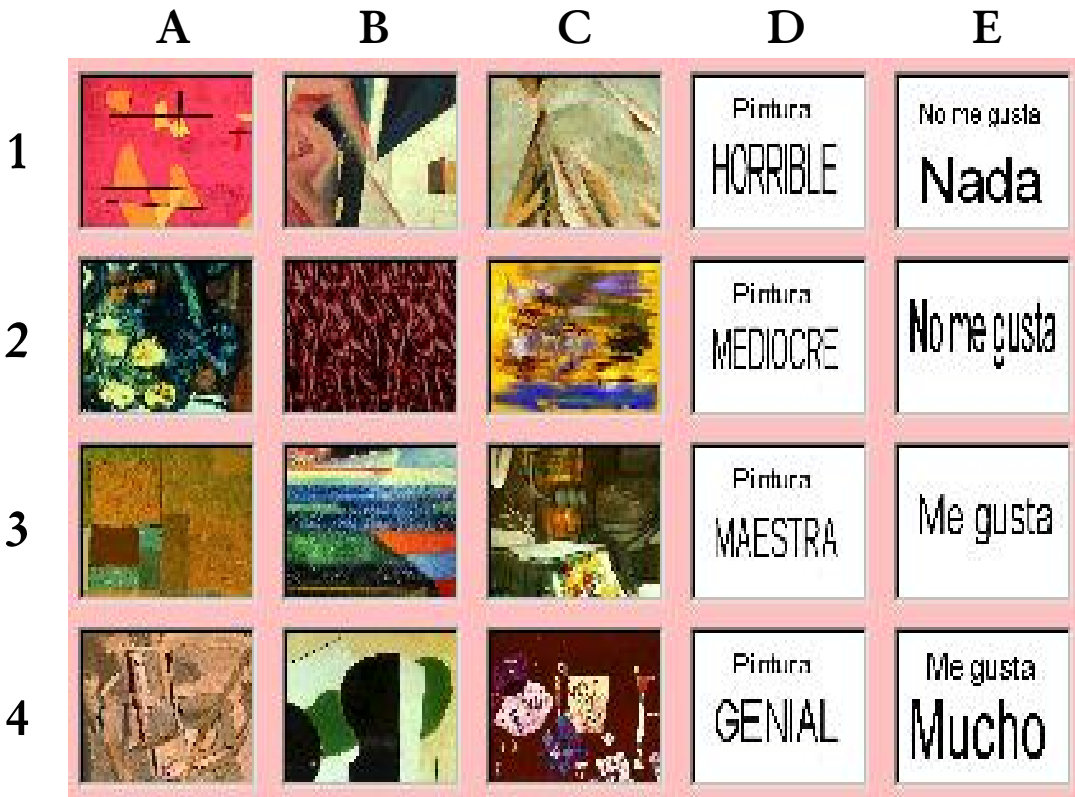 A B C D E
1
Pintura
HORRIBLE
No me gusta
Nada
2
Pintura
MEDIOCRE
No me gusta
3
Pintura
MAESTRA
Me gusta
4
Pintura
GENIAL
Me gusta
Mucho